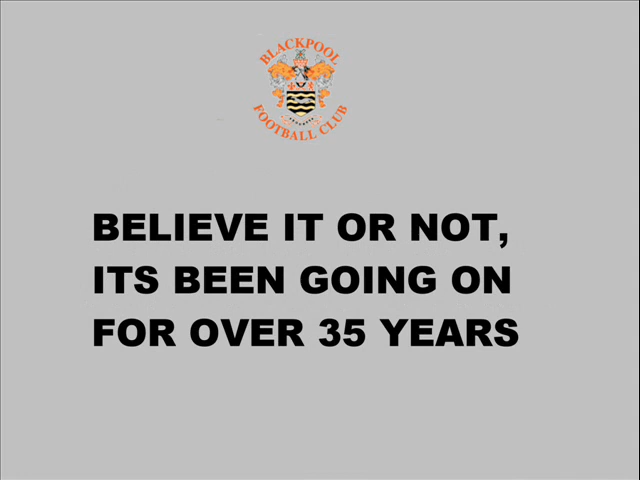 BLACKPOOL
FOOTBALL CLUB
BELIEVE IT OR NOT,
ITS BEEN GOING ON
FOR OVER 35 YEARS